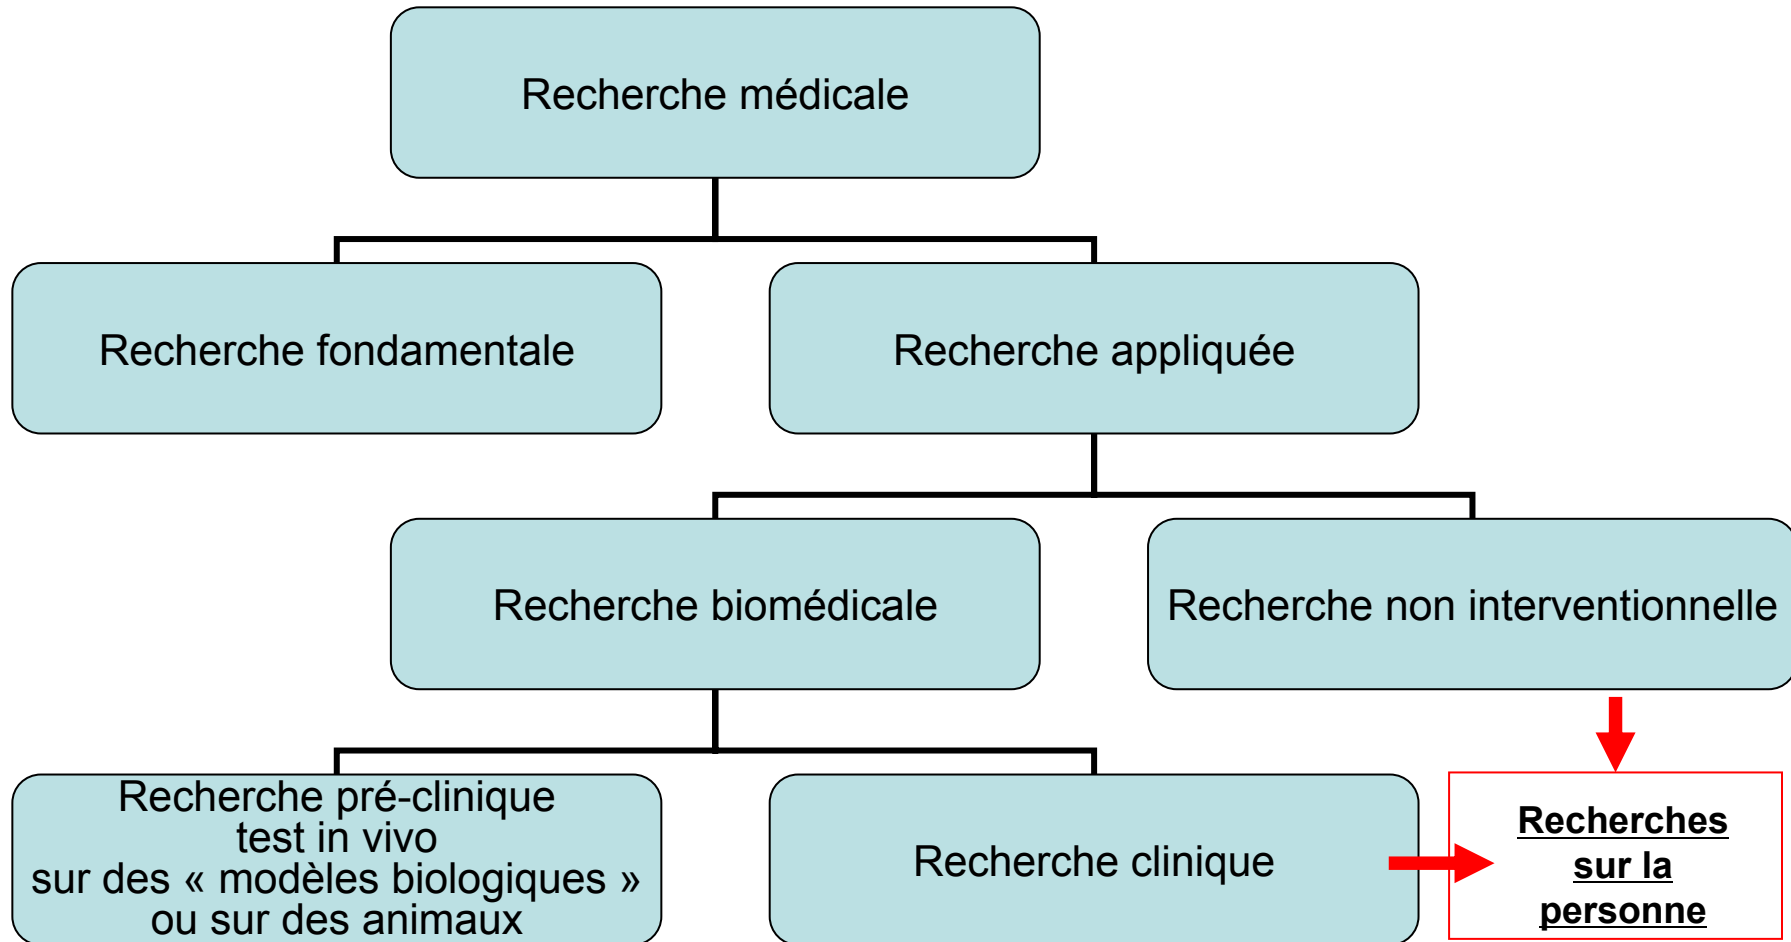 Recherche médicale
Recherche fondamentale
Recherche appliquée
Recherche biomédicale
Recherche non interventionnelle
Recherche pré-clinique
test in vivo
sur des « modèles biologiques »
ou sur des animaux
Recherche clinique
Recherches
sur la
personne